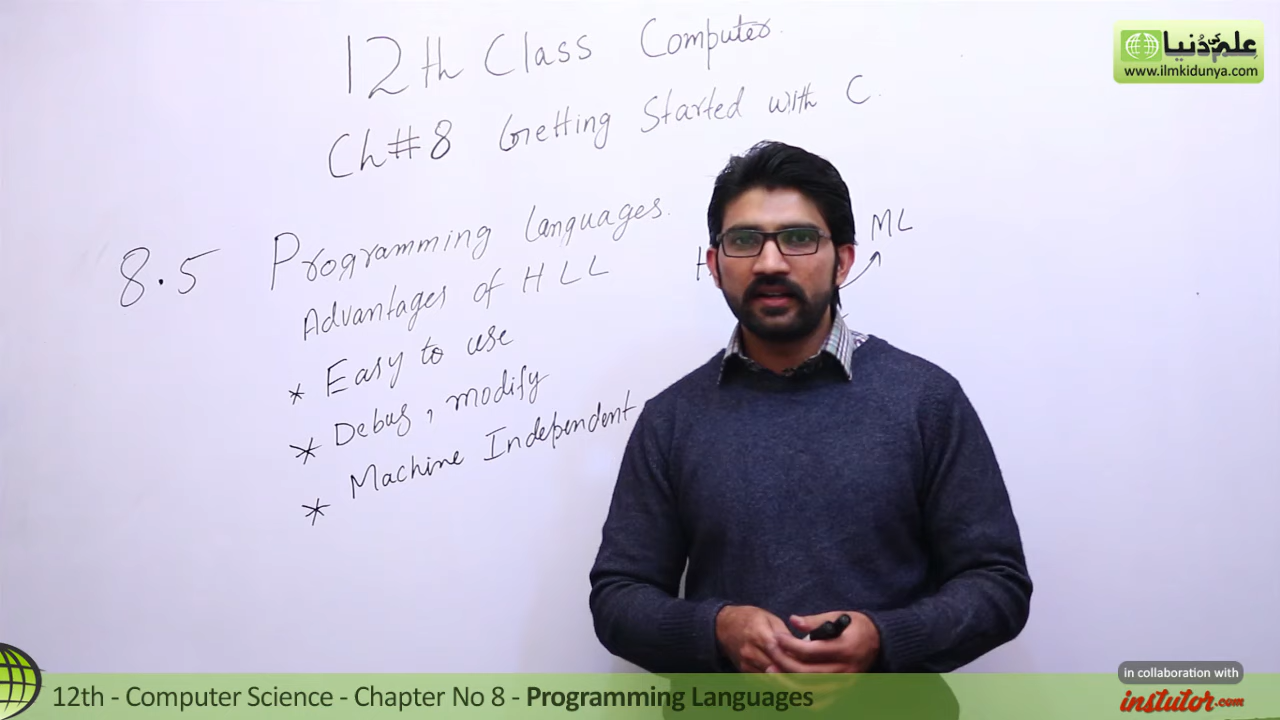 12th Class Computer.
Ch#8 Getting Started with C.
8.5 Programming Languages.
Advantages of HLL
* Easy to use
* Debug, modify
* Machine Independent
*
ML
H
علم کی دنیا
www.ilmkidunya.com
12th - Computer Science - Chapter No 8 - Programming Languages
in collaboration with
instutor.com